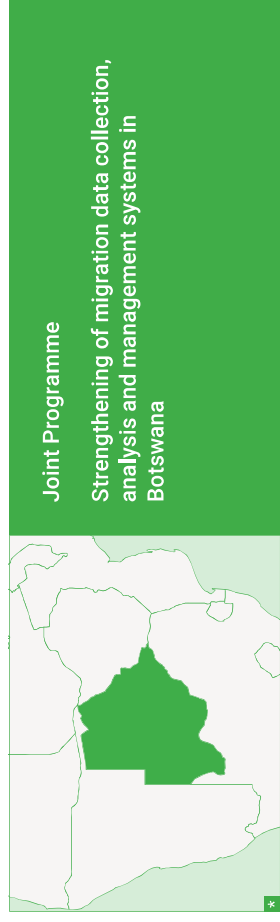 Joint Programme
Strengthening of migration data collection,
analysis and management systems in
Botswana
*